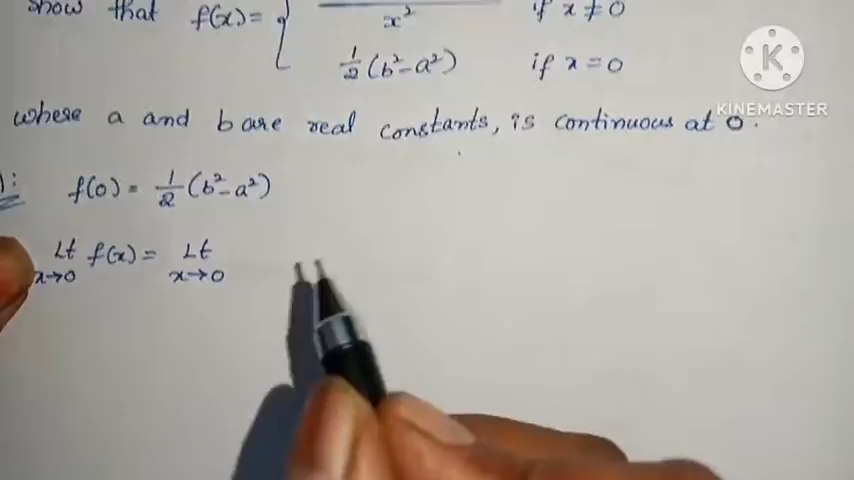 show that f(x) = {
x² if x ≠ 0
1/2 (b² - a²) if x = 0
where a and b are real constants, is continuous at 0.
f(0) = 1/2 (b² - a²)
Lt f(x) = Lt
x→0 x→0
K
KINEMASTER